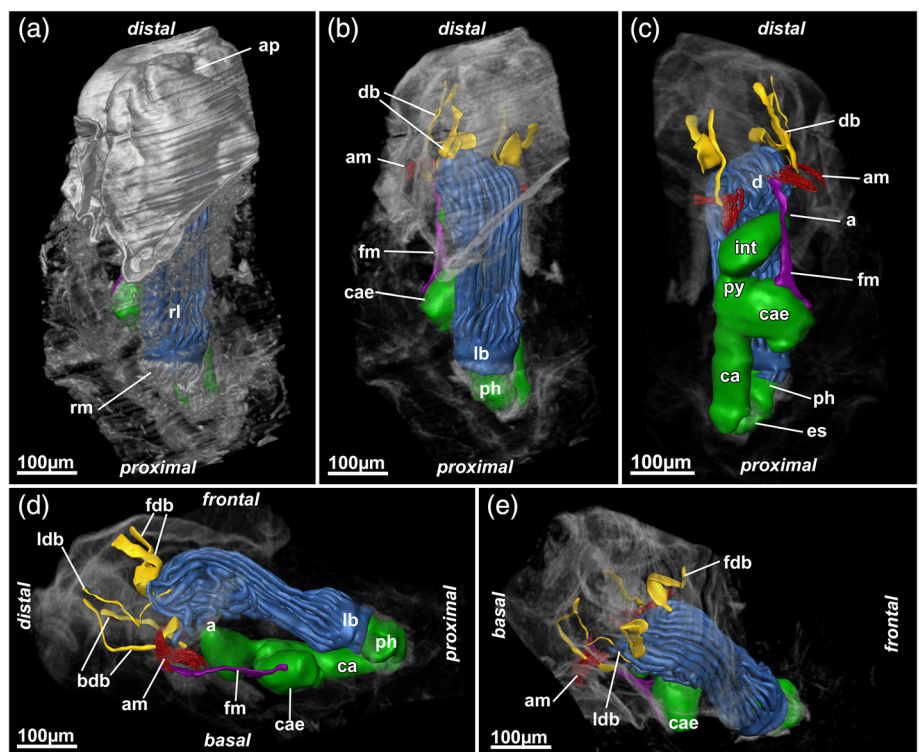 (a)
distal
ap
rl
rm
100µm
proximal
(b)
distal
db
am
fm
cae
lb
ph
100µm
proximal
(c)
distal
db
am
d
a
int
fm
py
cae
ca
ph
es
100µm
proximal
(d)
frontal
fdb
ldb
distal
proximal
a
lb
ph
bdb
ca
am
fm
cae
100µm
basal
(e)
fdb
basal
frontal
am
ldb
cae
100µm